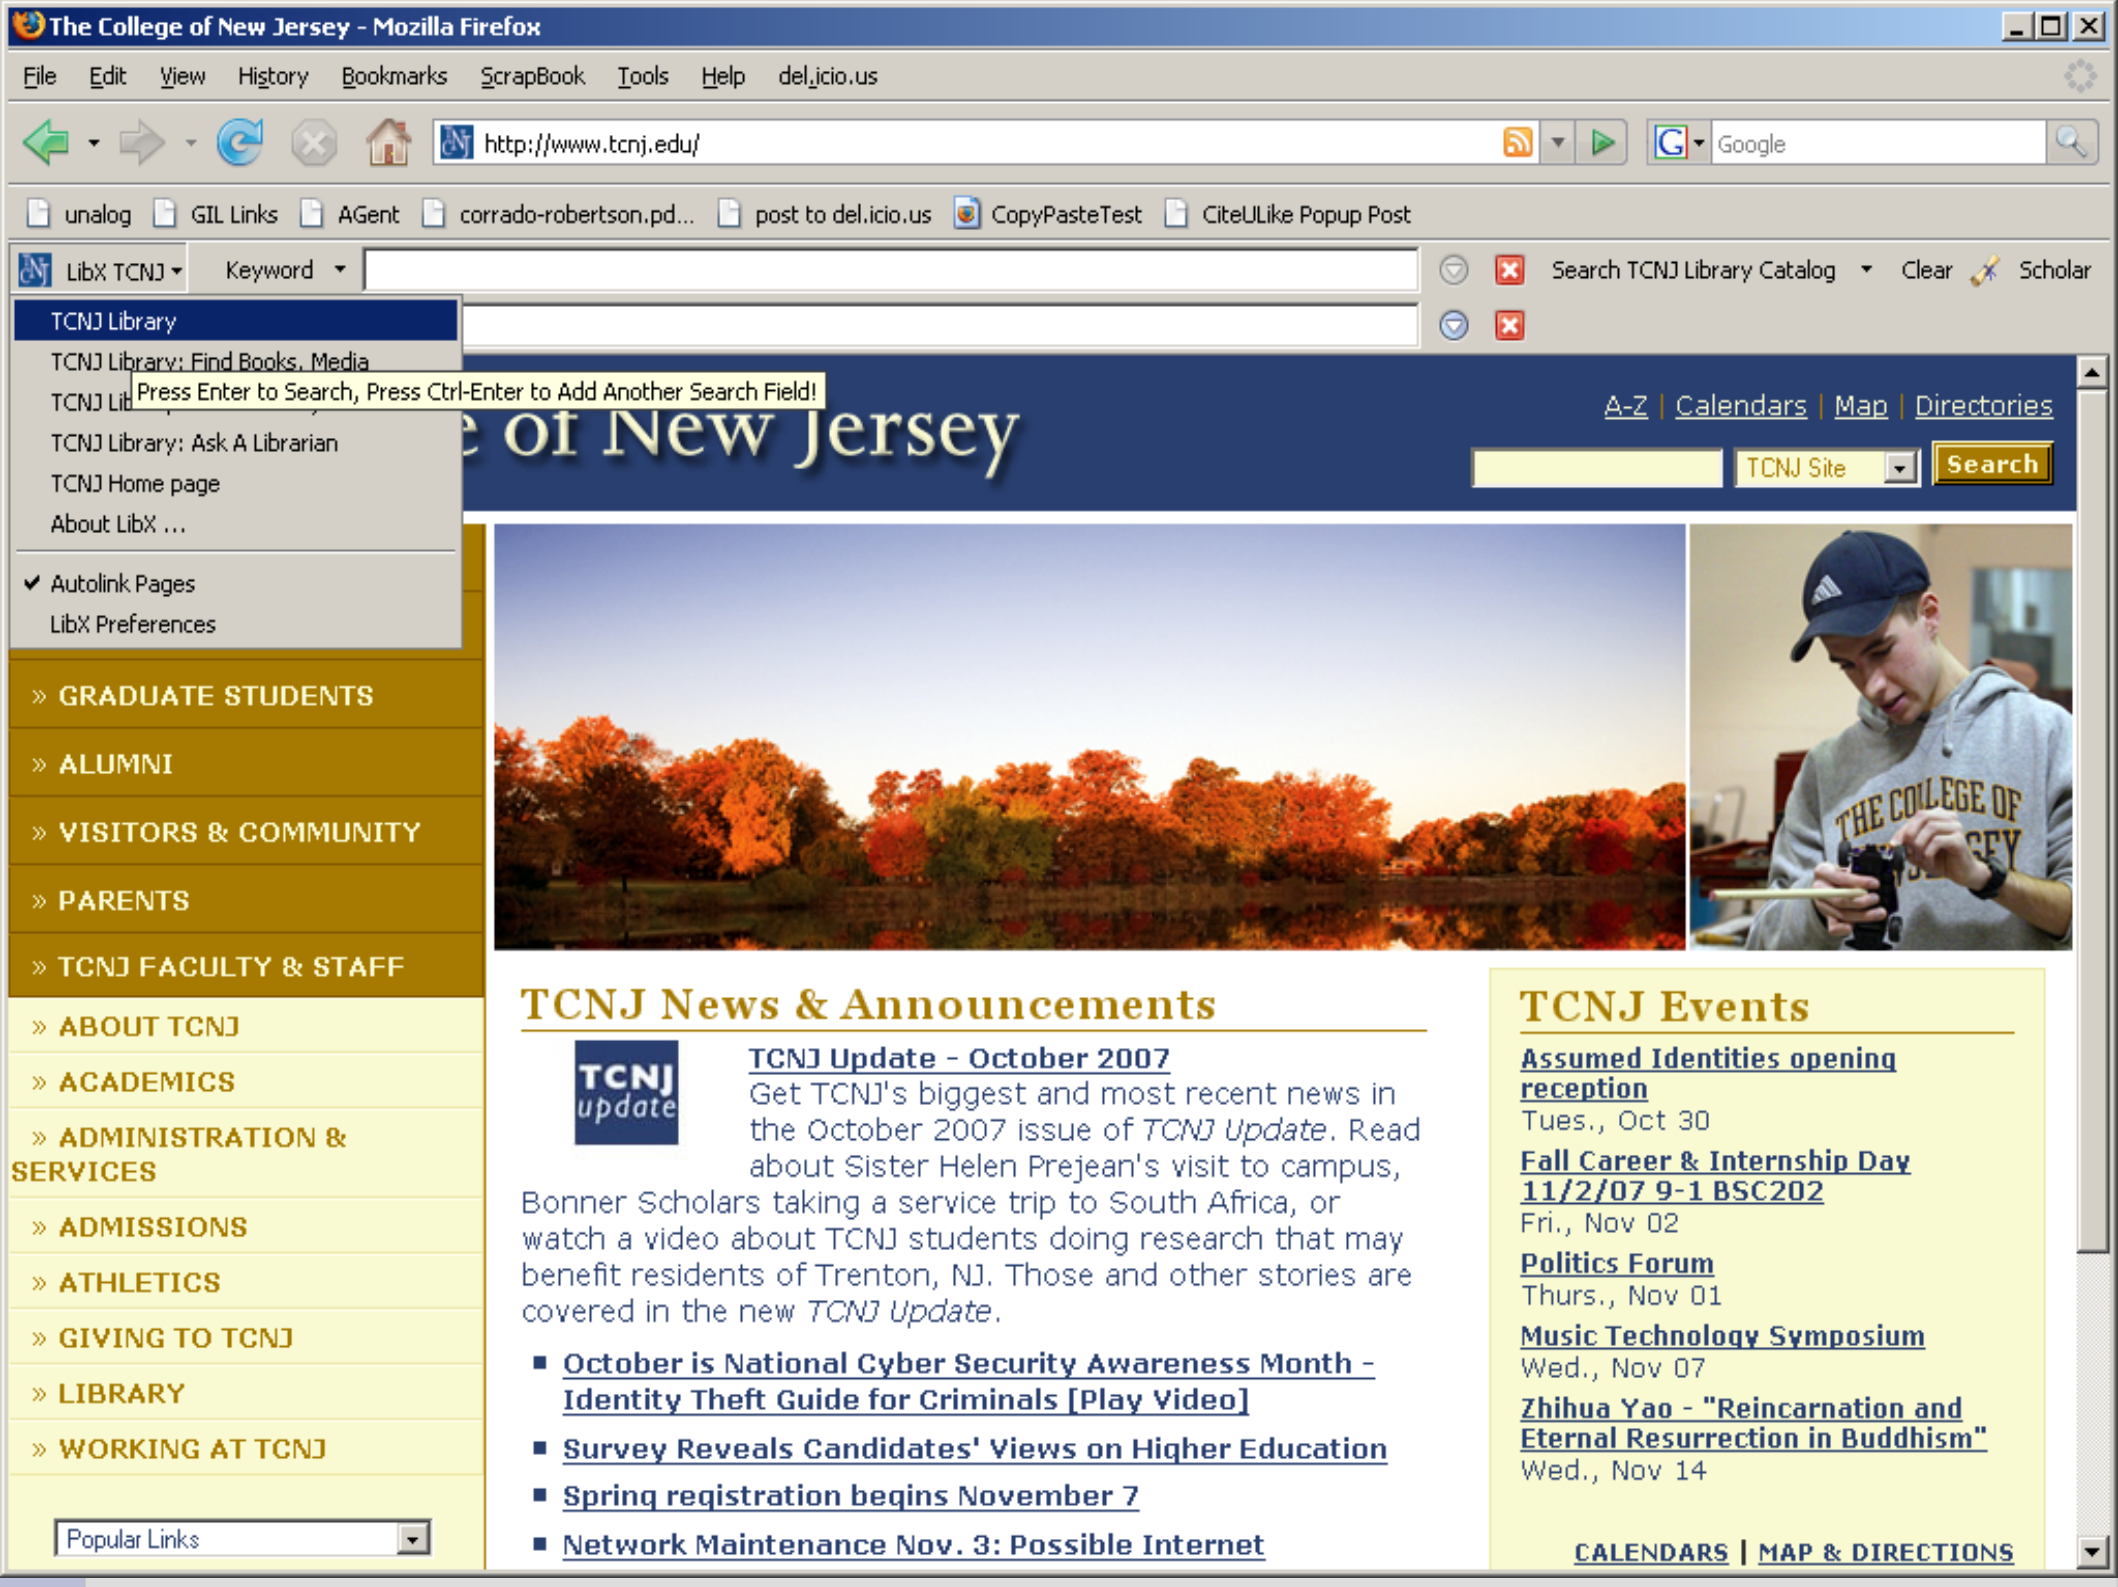 The College of New Jersey - Mozilla Firefox
File Edit View History Bookmarks ScrapBook Tools Help del.icio.us
http://www.tcnj.edu/ G Google
unalog GIL Links AGent corrado-robertson.pd... post to del.icio.us CopyPasteTest CiteULike Popup Post
LibX TCNJ Keyword Search TCNJ Library Catalog Clear Scholar
TCNJ Library
TCNJ Library: Find Books, Media
Press Enter to Search, Press Ctrl-Enter to Add Another Search Field!
TCNJ
TCNJ Library: Ask A Librarian
TCNJ Home page
About LibX ...
Autolink Pages
LibX Preferences
of New Jersey
A-Z | Calendars | Map | Directories
TCNJ Site Search
THE COLLEGE OF
» GRADUATE STUDENTS
» ALUMNI
» VISITORS & COMMUNITY
» PARENTS
» TCNJ FACULTY & STAFF
» ABOUT TCNJ
» ACADEMICS
» ADMINISTRATION &
SERVICES
» ADMISSIONS
» ATHLETICS
» GIVING TO TCNJ
» LIBRARY
» WORKING AT TCNJ
Popular Links
TCNJ News & Announcements
TCNJ
update
TCNJ Update - October 2007
Get TCNJ's biggest and most recent news in
the October 2007 issue of TCNJ Update. Read
about Sister Helen Prejean's visit to campus,
Bonner Scholars taking a service trip to South Africa, or
watch a video about TCNJ students doing research that may
benefit residents of Trenton, NJ. Those and other stories are
covered in the new TCNJ Update.
October is National Cyber Security Awareness Month -
Identity Theft Guide for Criminals [Play Video]
Survey Reveals Candidates' Views on Higher Education
Spring registration begins November 7
Network Maintenance Nov. 3: Possible Internet
TCNJ Events
Assumed Identities opening
reception
Tues., Oct 30
Fall Career & Internship Day
11/2/07 9-1 BSC202
Fri., Nov 02
Politics Forum
Thurs., Nov 01
Music Technology Symposium
Wed., Nov 07
Zhihua Yao - "Reincarnation and
Eternal Resurrection in Buddhism"
Wed., Nov 14
CALENDARS | MAP & DIRECTIONS